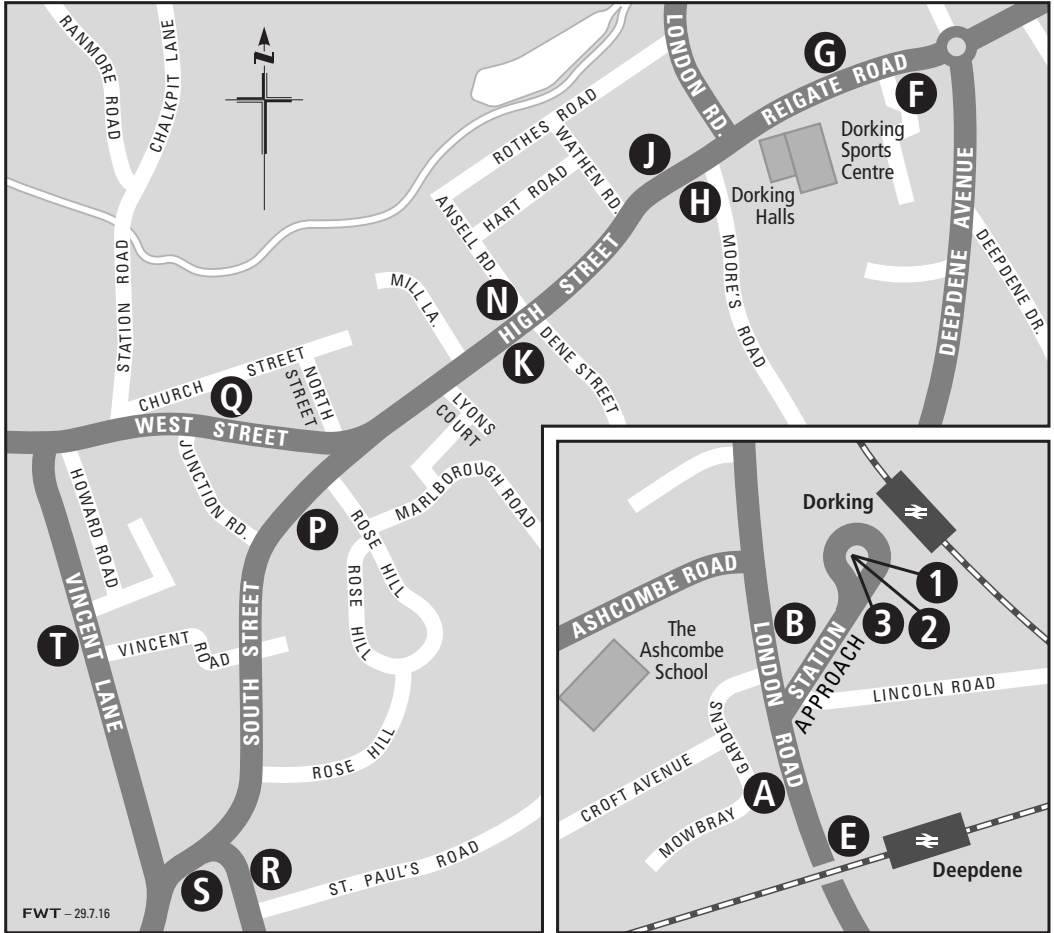 RANMORE ROAD
CHALKPIT LANE
N
LONDON RD.
G
REIGATE ROAD
F
ROTHES ROAD
WATHEN RD.
J
Dorking
Sports
Centre
HART ROAD
ANSELL RD.
H
Dorking
Halls
DEEPDENE AVENUE
DEEPDENE DR.
STATION ROAD
MILL LA.
N
HIGH STREET
K
DENE STREET
MOORE'S ROAD
CHURCH STREET
NORTH
STREET
Q
WEST STREET
LYONS
COURT
JUNCTION RD.
HOWARD ROAD
MARLBOROUGH ROAD
P
ROSE HILL
ROSE HILL
VINCENT LANE
T
VINCENT ROAD
SOUTH STREET
ROSE HILL
ST. PAUL'S ROAD
R
S
FWT – 29.7.16
Dorking
ASHCOMBE ROAD
1
2
3
B
The
Ashcombe
School
LONDON ROAD
STATION
APPROACH
LINCOLN ROAD
GARDENS
CROFT AVENUE
MOWBRAY
A
E
Deepdene